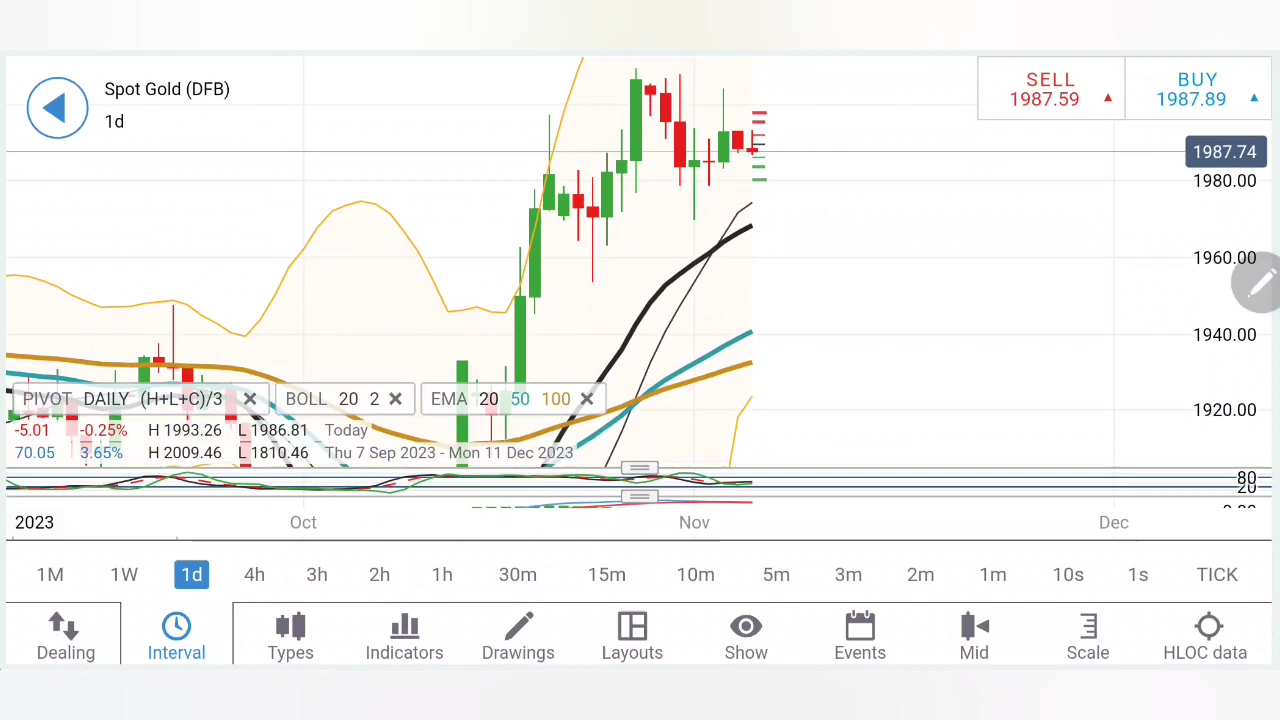 Spot Gold (DFB)
1d
SELL
1987.59
BUY
1987.89
1987.74
1980.00
1960.00
1940.00
1920.00
PIVOT DAILY (H+L+C)/3
BOLL 20 2
EMA 20 50 100
-5.01 -0.25% H 1993.26 L 1986.81 Today
70.05 3.65% H 2009.46 L 1810.46 Thu 7 Sep 2023 - Mon 11 Dec 2023
80
20
2023 Oct Nov Dec
1M 1W 1d 4h 3h 2h 1h 30m 15m 10m 5m 3m 2m 1m 10s 1s TICK
Dealing Interval Types Indicators Drawings Layouts Show Events Mid Scale HLOC data